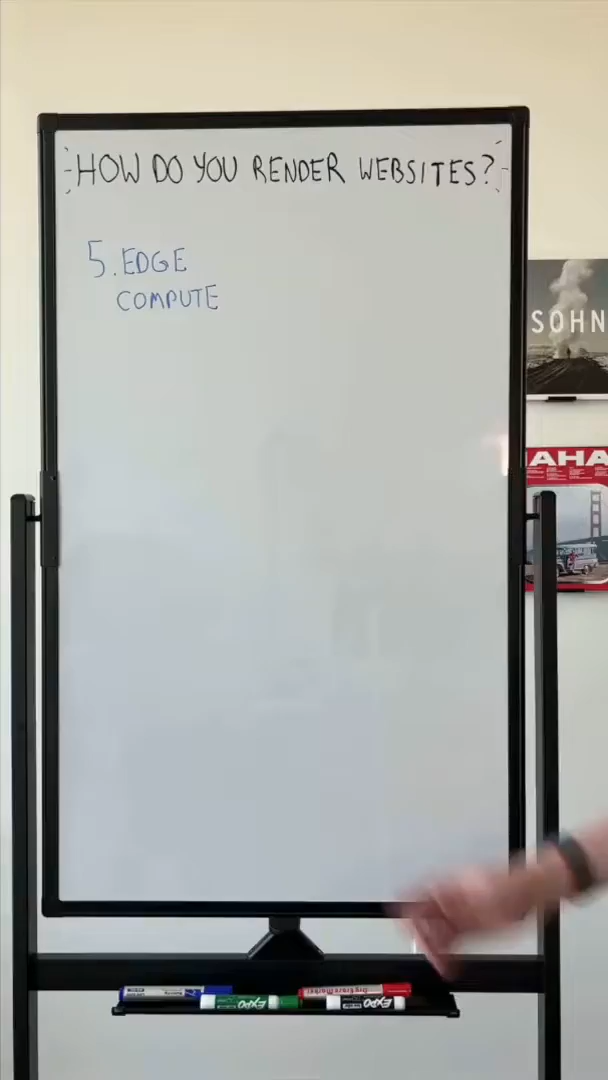 HOW DO YOU RENDER WEBSITES?
5. EDGE
COMPUTE
SOHN
AHA
EXPO
EXPO